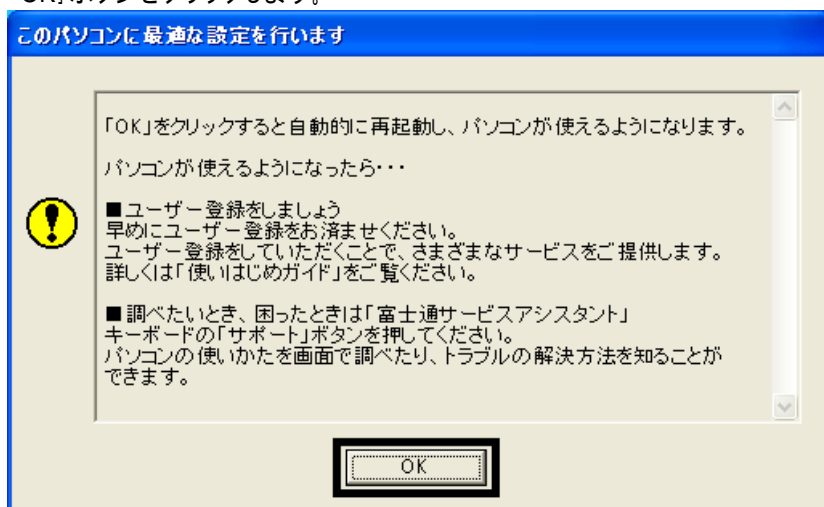 OK」ボタンをクリックします。
このパソコンに最適な設定を行います
「OK」をクリックすると自動的に再起動し、パソコンが使えるようになります。
パソコンが使えるようになったら・・・
■ユーザー登録をしましょう
早めにユーザー登録をお済ませください。
ユーザー登録をしていただくことで、さまざまなサービスをご提供します。
詳しくは「使いはじめガイド」をご覧ください。
■調べたいとき、困ったときは「富士通サービスアシスタント」
キーボードの「サポート」ボタンを押してください。
パソコンの使いかたを画面で調べたり、トラブルの解決方法を知ることが
できます。
OK